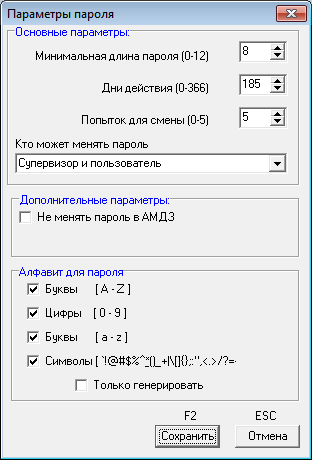 Параметры пароля
Основные параметры:
Минимальная длина пароля (0-12) 8
Дни действия (0-366) 185
Попыток для смены (0-5) 5
Кто может менять пароль
Супервизор и пользователь
Дополнительные параметры:
Не менять пароль в АМДЗ
Алфавит для пароля
Буквы [ A - Z ]
Цифры [ 0 - 9 ]
Буквы [ a - z ]
Символы [ `!@#$%^*()_+|\[]{};:'',<.>/?=-
Только генерировать
F2 ESC
Сохранить Отмена